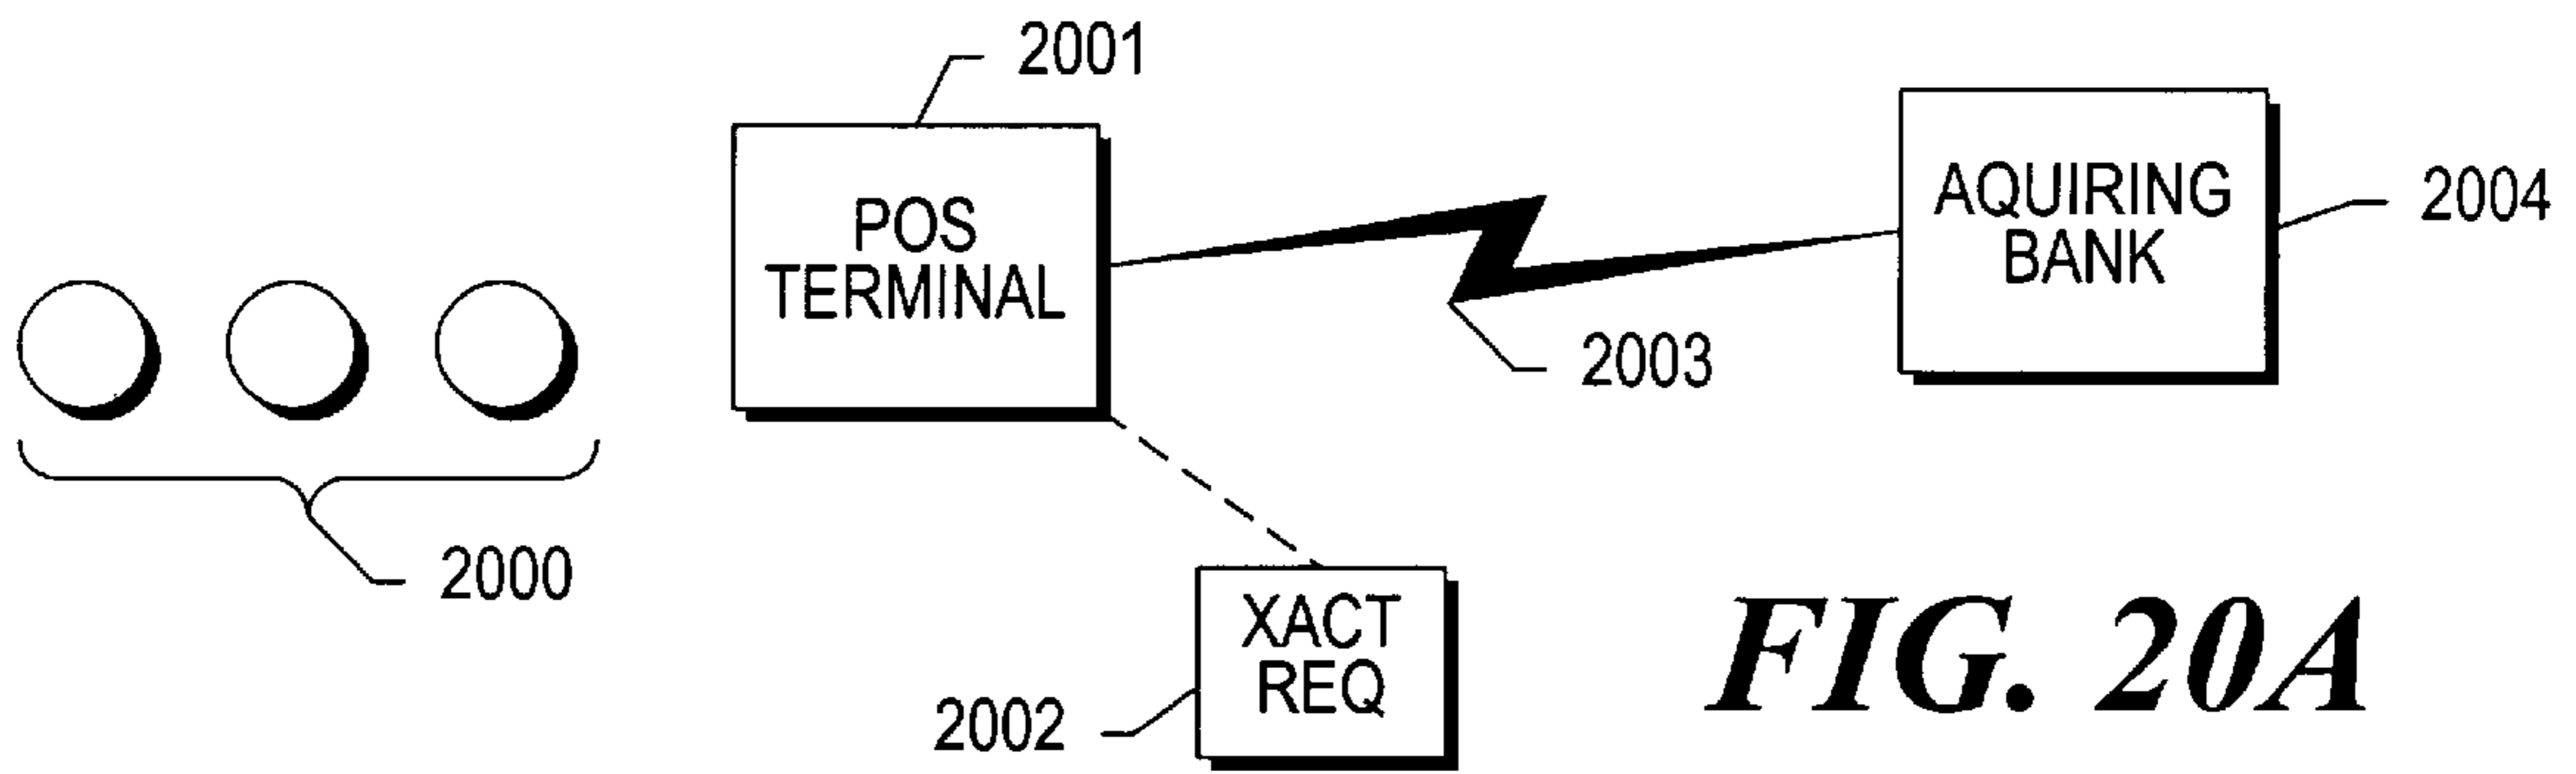 2001
POS
TERMINAL
AQUIRING
BANK
2004
2003
2000
XACT
REQ
2002
FIG. 20A